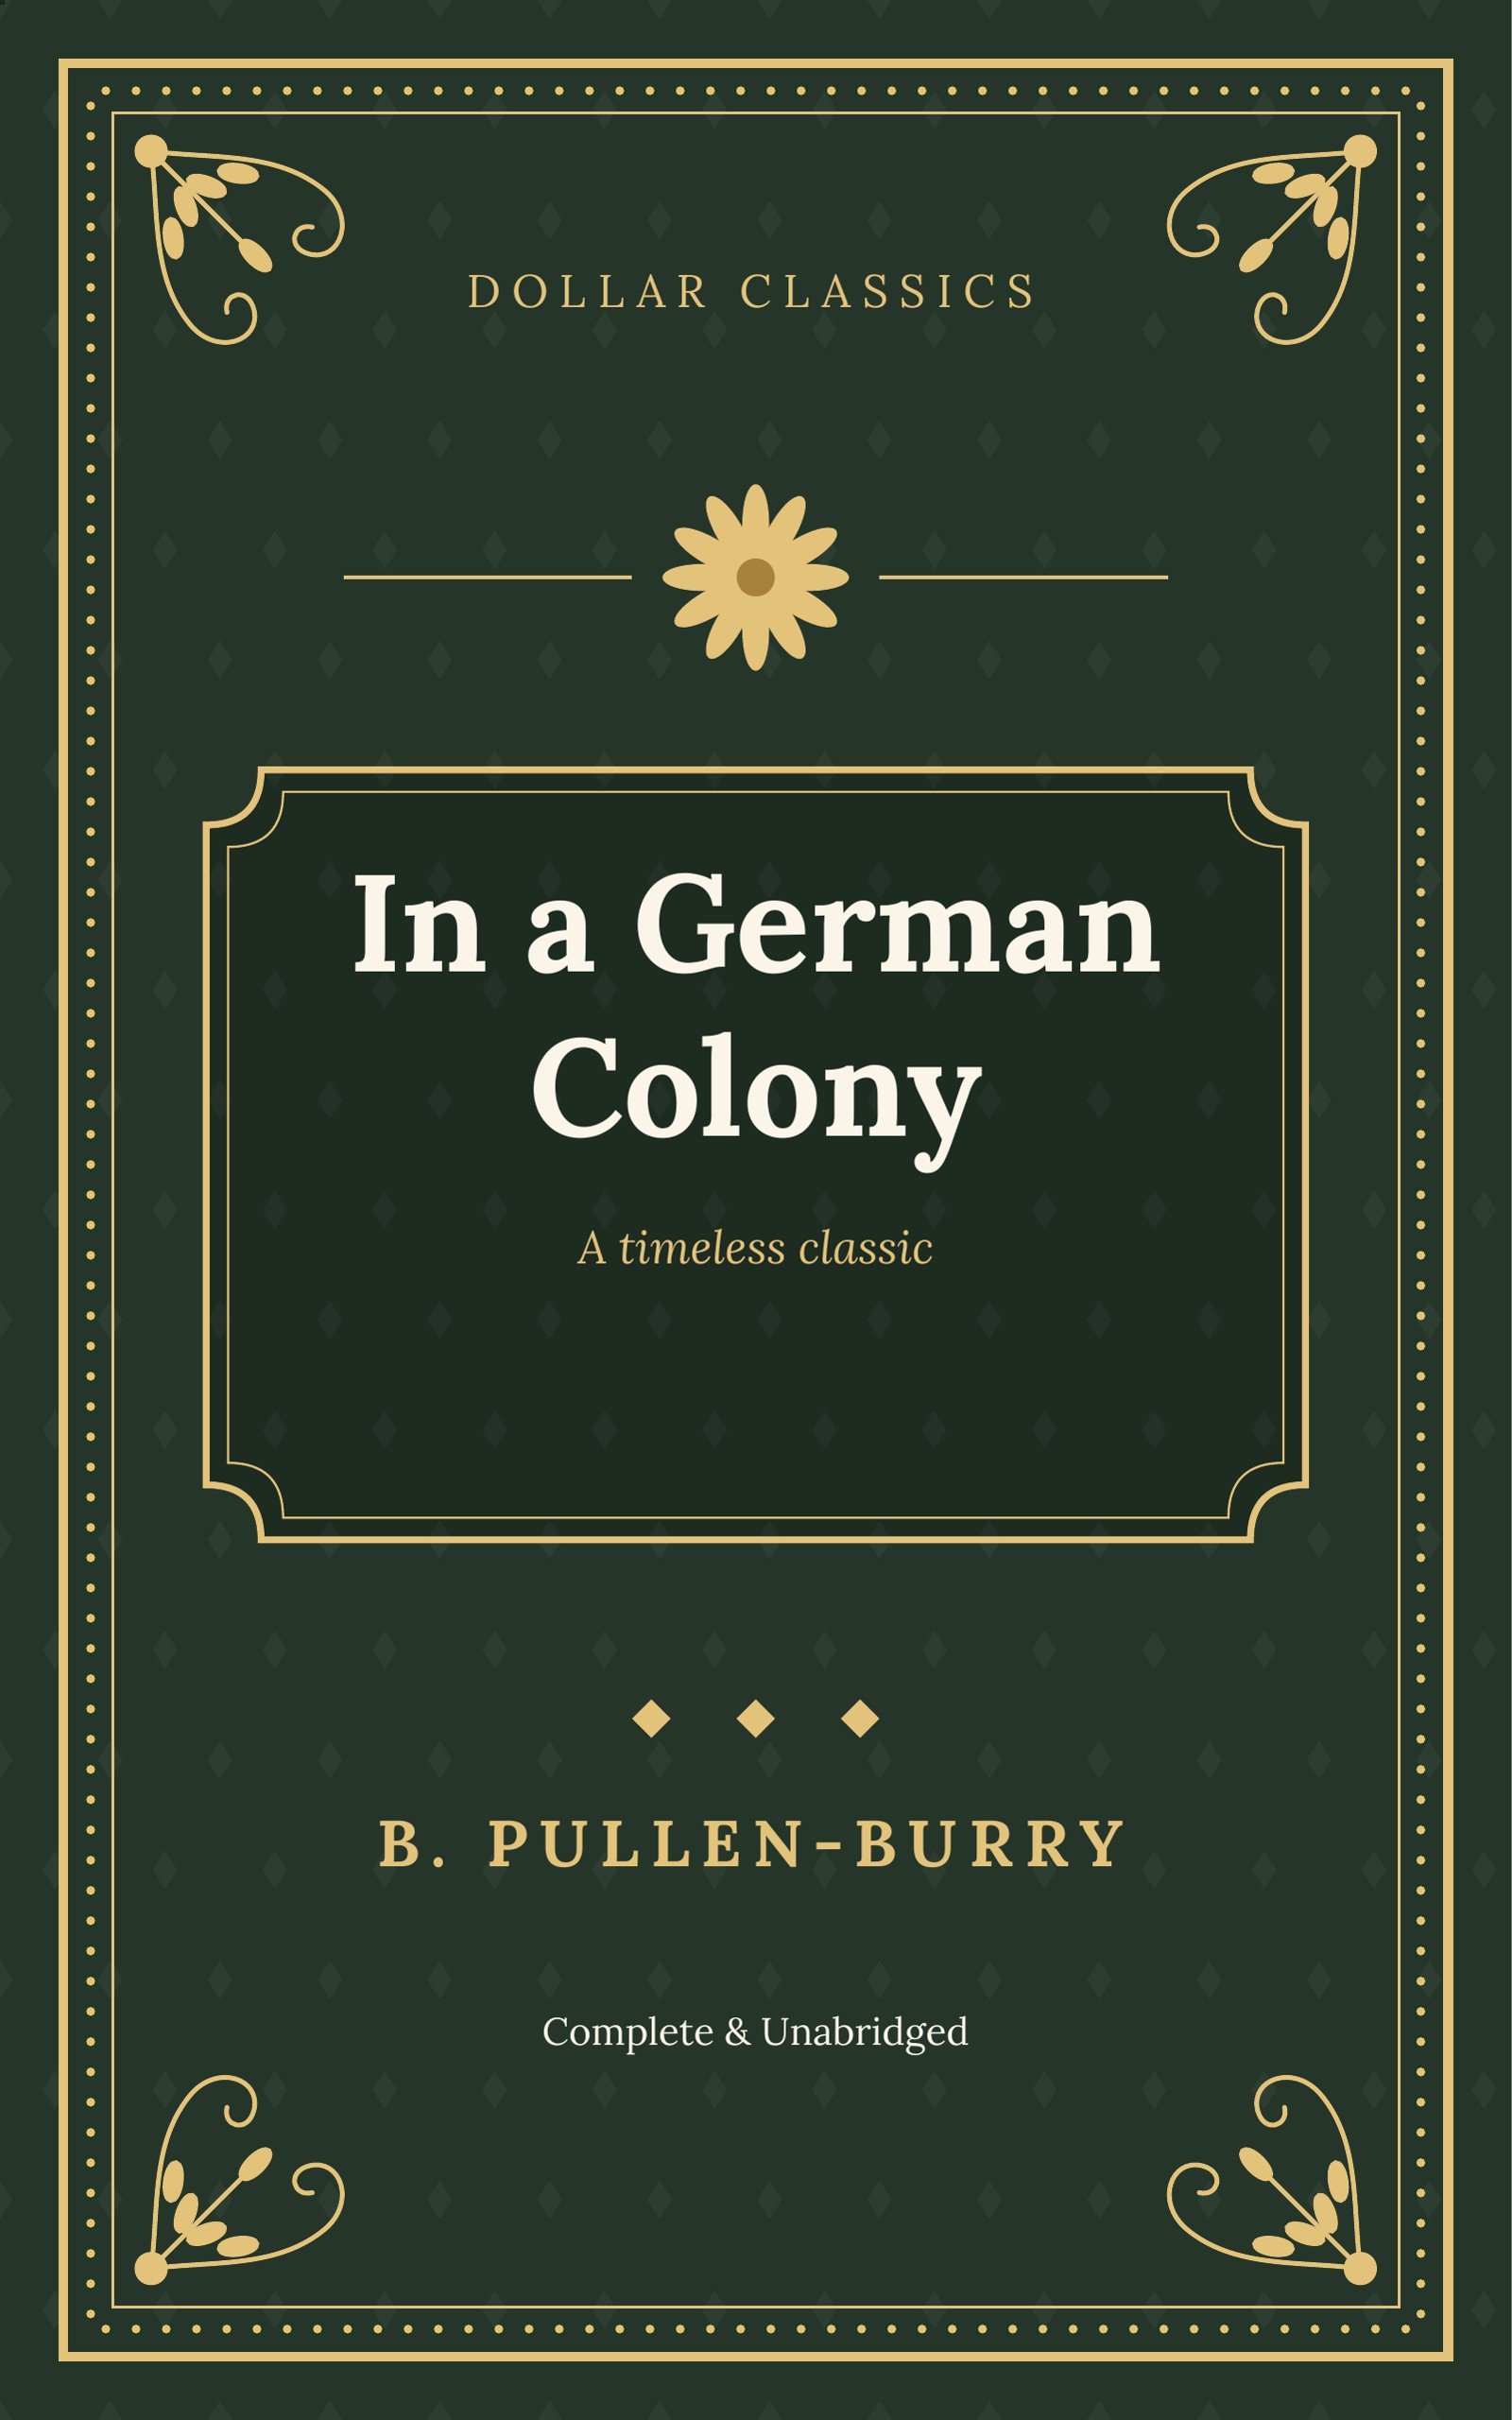 DOLLAR CLASSICS
In a German
Colony
A timeless classic
B. PULLEN-BURRY
Complete & Unabridged